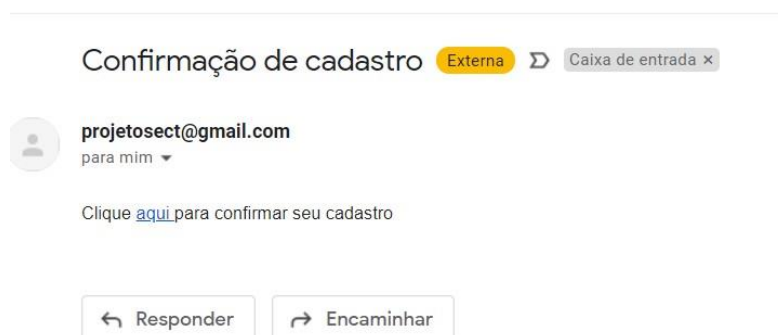 Confirmação de cadastro Externa Caixa de entrada ×
projetosect@gmail.com
para mim
Clique aqui para confirmar seu cadastro
Responder Encaminhar